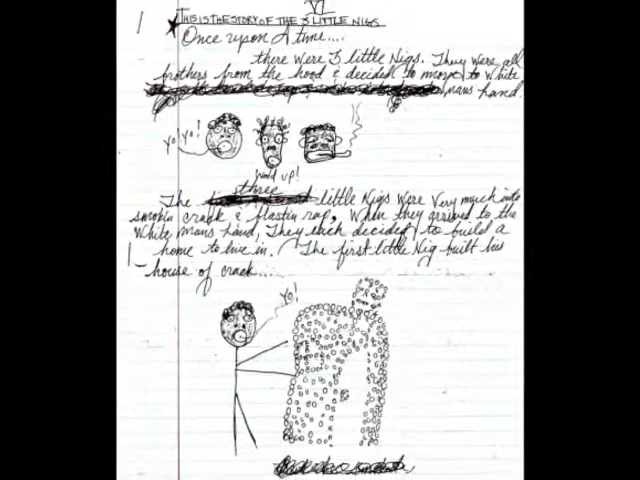 VI
1 ★ THIS IS THE STORY OF THE 3 LITTLE NIGS
Once upon A time....
there were 3 little Nigs. They were all
brothers from the hood & decided to move to White
mans hand.
Yo! Yo!
Word up!
three
The little Nigs were very much into
smokin crack & blastin rap. When they arrived to the
White mans hand, They each decided to build a
home to live in. The first little Nig built his
house of crack....
Yo!